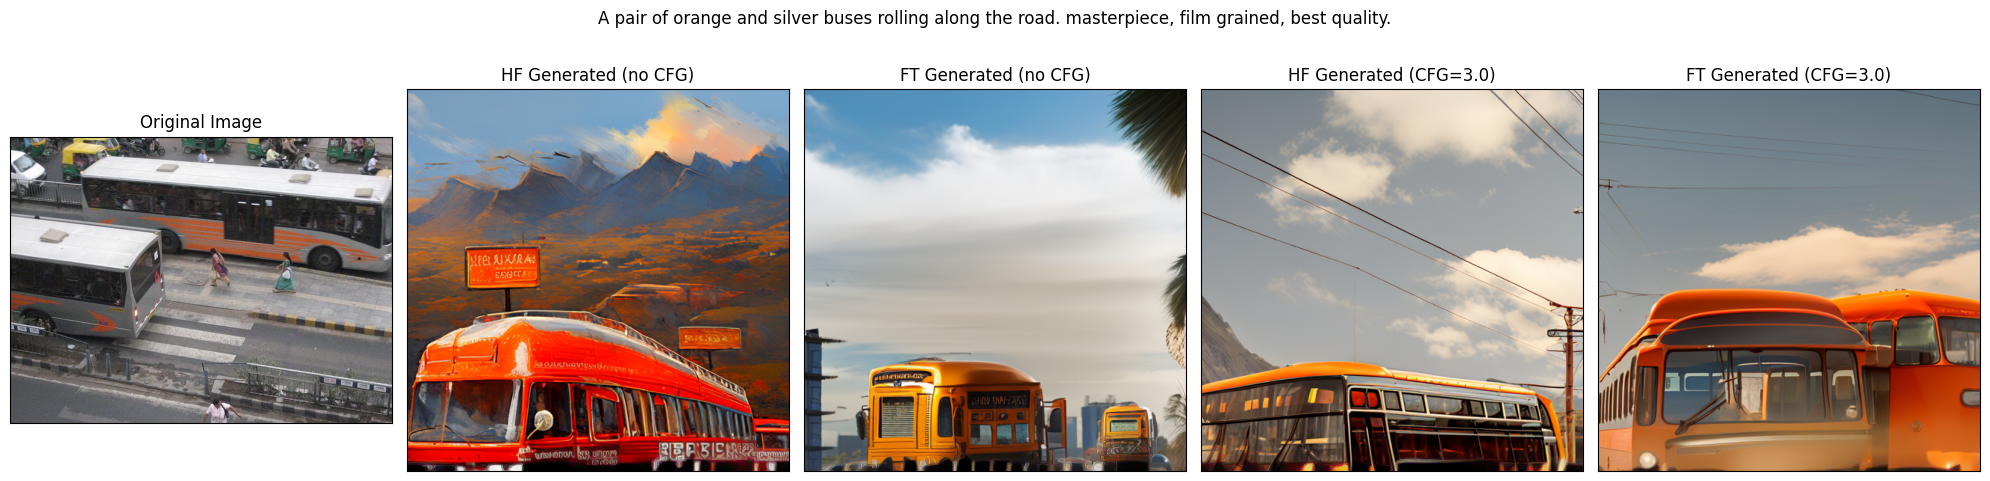 A pair of orange and silver buses rolling along the road. masterpiece, film grained, best quality.
Original Image
HF Generated (no CFG)
FT Generated (no CFG)
HF Generated (CFG=3.0)
FT Generated (CFG=3.0)